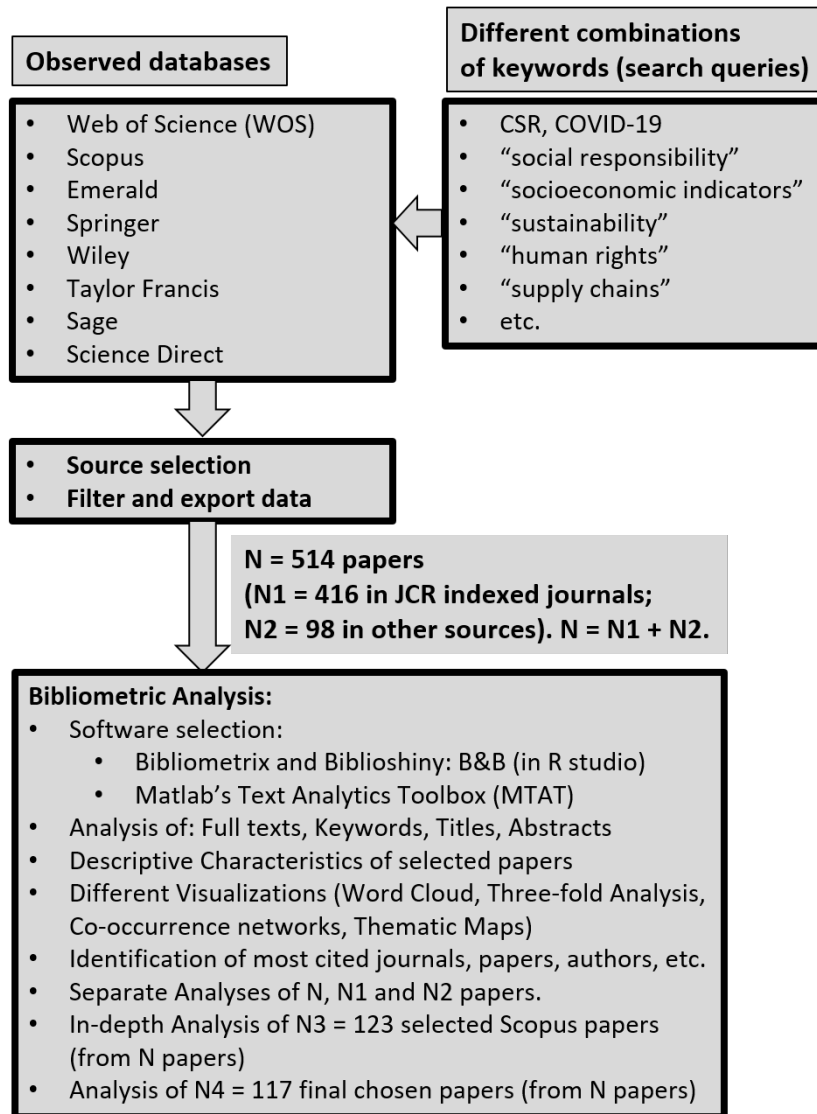 Observed databases
Different combinations
of keywords (search queries)
• Web of Science (WOS)
• Scopus
• Emerald
• Springer
• Wiley
• Taylor Francis
• Sage
• Science Direct
• CSR, COVID-19
• “social responsibility”
• “socioeconomic indicators”
• “sustainability”
• “human rights”
• “supply chains”
• etc.
• Source selection
• Filter and export data
N = 514 papers
(N1 = 416 in JCR indexed journals;
N2 = 98 in other sources). N = N1 + N2.
Bibliometric Analysis:
• Software selection:
• Bibliometrix and Biblioshiny: B&B (in R studio)
• Matlab’s Text Analytics Toolbox (MTAT)
• Analysis of: Full texts, Keywords, Titles, Abstracts
• Descriptive Characteristics of selected papers
• Different Visualizations (Word Cloud, Three-fold Analysis,
Co-occurrence networks, Thematic Maps)
• Identification of most cited journals, papers, authors, etc.
• Separate Analyses of N, N1 and N2 papers.
• In-depth Analysis of N3 = 123 selected Scopus papers
(from N papers)
• Analysis of N4 = 117 final chosen papers (from N papers)